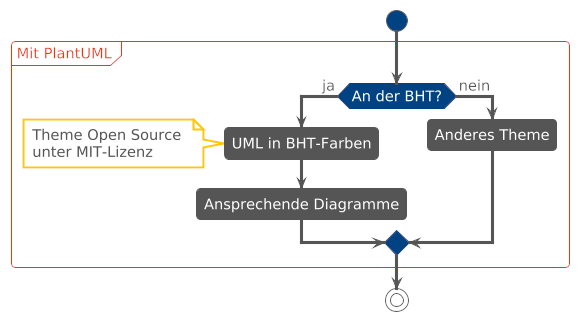 Mit PlantUML
An der BHT?
ja
nein
Theme Open Source
unter MIT-Lizenz
UML in BHT-Farben
Anderes Theme
Ansprechende Diagramme